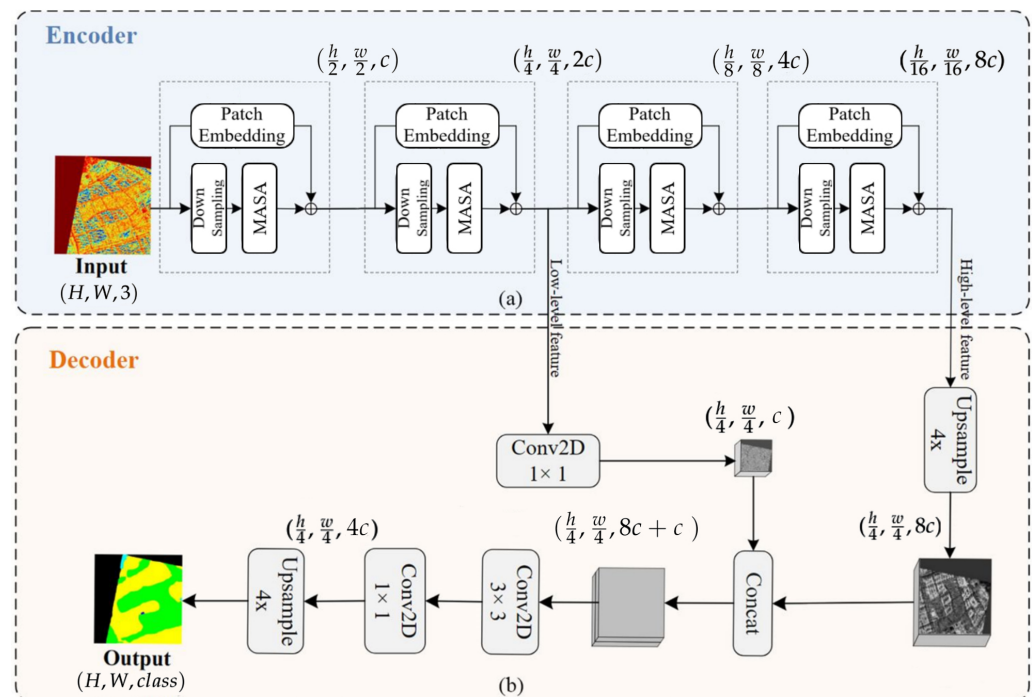 Encoder
(h/2, w/2, c)
(h/4, w/4, 2c)
(h/8, w/8, 4c)
(h/16, w/16, 8c)
Patch
Embedding
Patch
Embedding
Patch
Embedding
Patch
Embedding
Down
Sampling
MASA
Down
Sampling
MASA
Down
Sampling
MASA
Down
Sampling
MASA
Input
(H, W, 3)
(a)
Low-level feature
High-level feature
Decoder
Conv2D
1× 1
(h/4, w/4, c)
Upsample
4x
(h/4, w/4, 8c)
(h/4, w/4, 8c + c )
(h/4, w/4, 4c)
Concat
Conv2D
3× 3
Conv2D
1× 1
Upsample
4x
Output
(H, W, class)
(b)